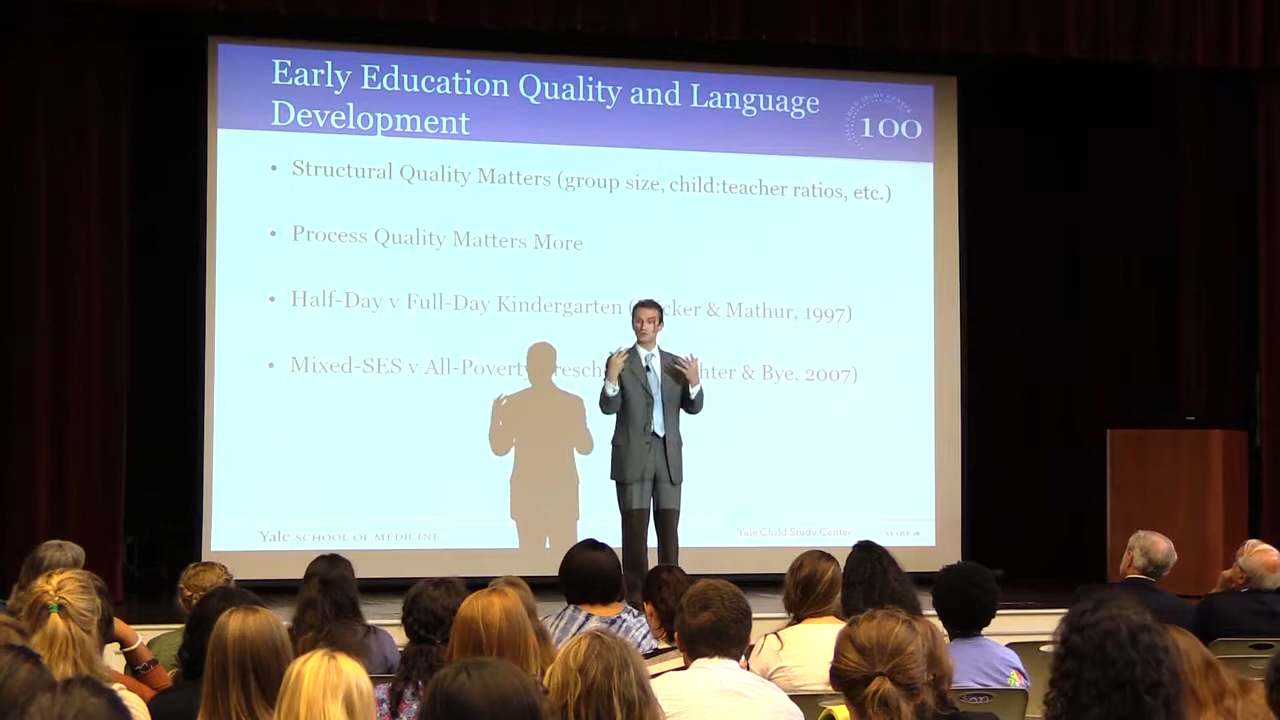 Early Education Quality and Language
Development
100
• Structural Quality Matters (group size, child:teacher ratios, etc.)
• Process Quality Matters More
• Half-Day v Full-Day Kindergarten ( cker & Mathur, 1997)
• Mixed-SES v All-Poverty resch hter & Bye, 2007)
Yale SCHOOL OF MEDICINE
Yale Child Study Center